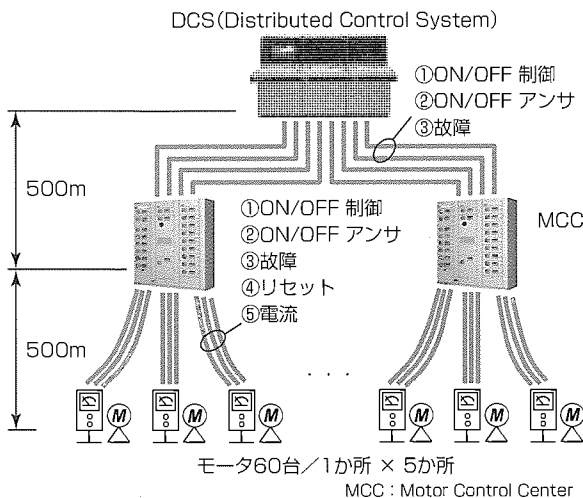 DCS(Distributed Control System)
①ON/OFF 制御
②ON/OFF アンサ
③故障
500m
MCC
①ON/OFF 制御
②ON/OFF アンサ
③故障
④リセット
⑤電流
500m
. . .
M M M M M M
モータ60台/1か所 × 5か所
MCC:Motor Control Center